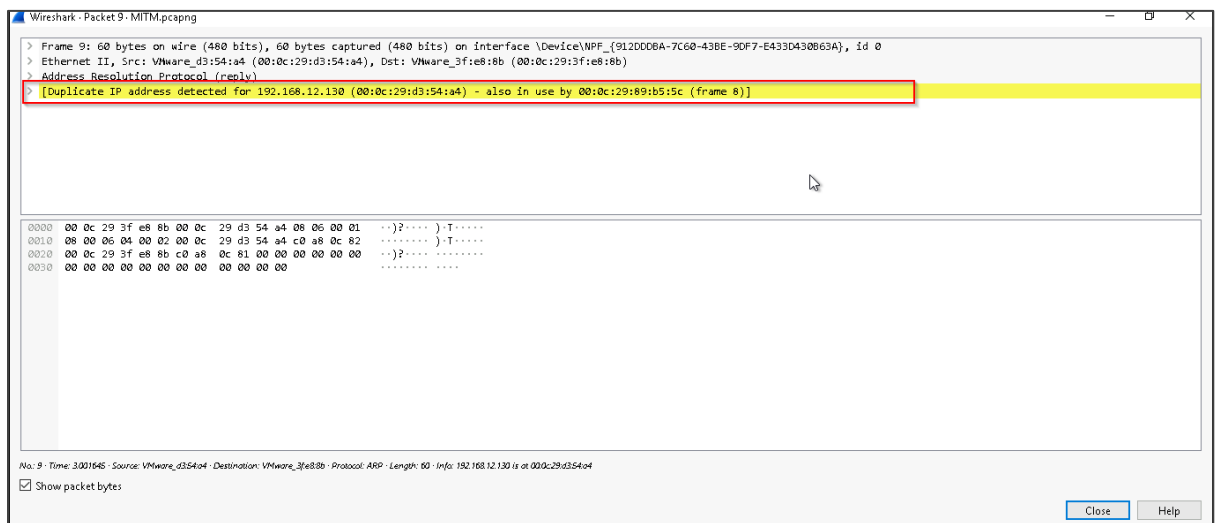 Wireshark · Packet 9 · MITM.pcapng
> Frame 9: 60 bytes on wire (480 bits), 60 bytes captured (480 bits) on interface \Device\NPF_{912DDDBA-7C60-43BE-9DF7-E433D430B63A}, id 0
> Ethernet II, Src: VMware_d3:54:a4 (00:0c:29:d3:54:a4), Dst: VMware_3f:e8:8b (00:0c:29:3f:e8:8b)
> Address Resolution Protocol (reply)
> [Duplicate IP address detected for 192.168.12.130 (00:0c:29:d3:54:a4) - also in use by 00:0c:29:89:b5:5c (frame 8)]
0000 00 0c 29 3f e8 8b 00 0c 29 d3 54 a4 08 06 00 01 ··)?···· )·T·····
0010 08 00 06 04 00 02 00 0c 29 d3 54 a4 c0 a8 0c 82 ········ )·T·····
0020 00 0c 29 3f e8 8b c0 a8 0c 81 00 00 00 00 00 00 ··)?···· ········
0030 00 00 00 00 00 00 00 00 00 00 00 00 ········ ····
No.: 9 · Time: 3.001645 · Source: VMware_d3:54:a4 · Destination: VMware_3f:e8:8b · Protocol: ARP · Length: 60 · Info: 192.168.12.130 is at 00:0c:29:d3:54:a4
Show packet bytes
Close Help